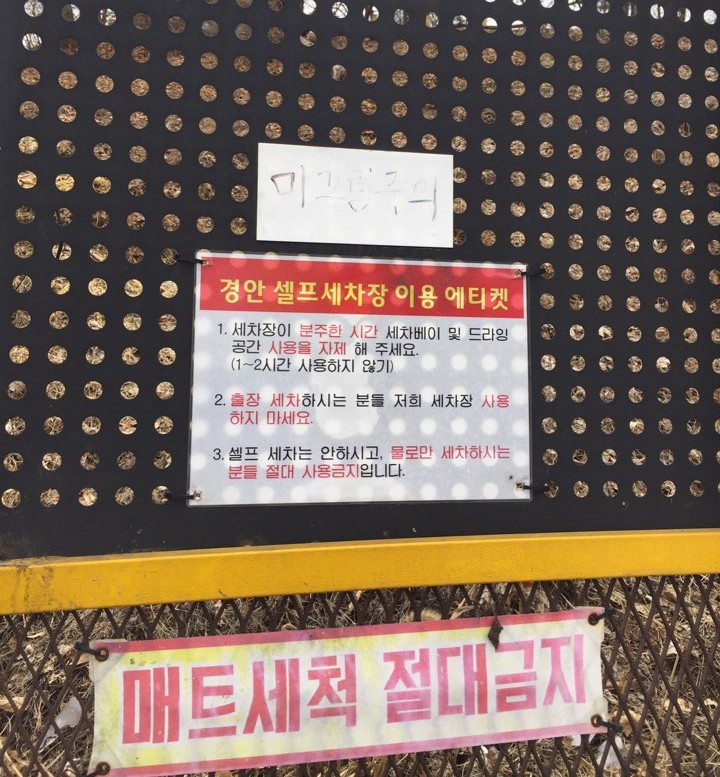 미끄럼주의
경안 셀프세차장 이용 에티켓
1. 세차장이 분주한 시간 세차베이 및 드라잉
공간 사용을 자제 해 주세요.
(1~2시간 사용하지 않기)
2. 출장 세차하시는 분들 저희 세차장 사용
하지 마세요.
3. 셀프 세차는 안하시고, 물로만 세차하시는
분들 절대 사용금지입니다.
매트세척 절대금지